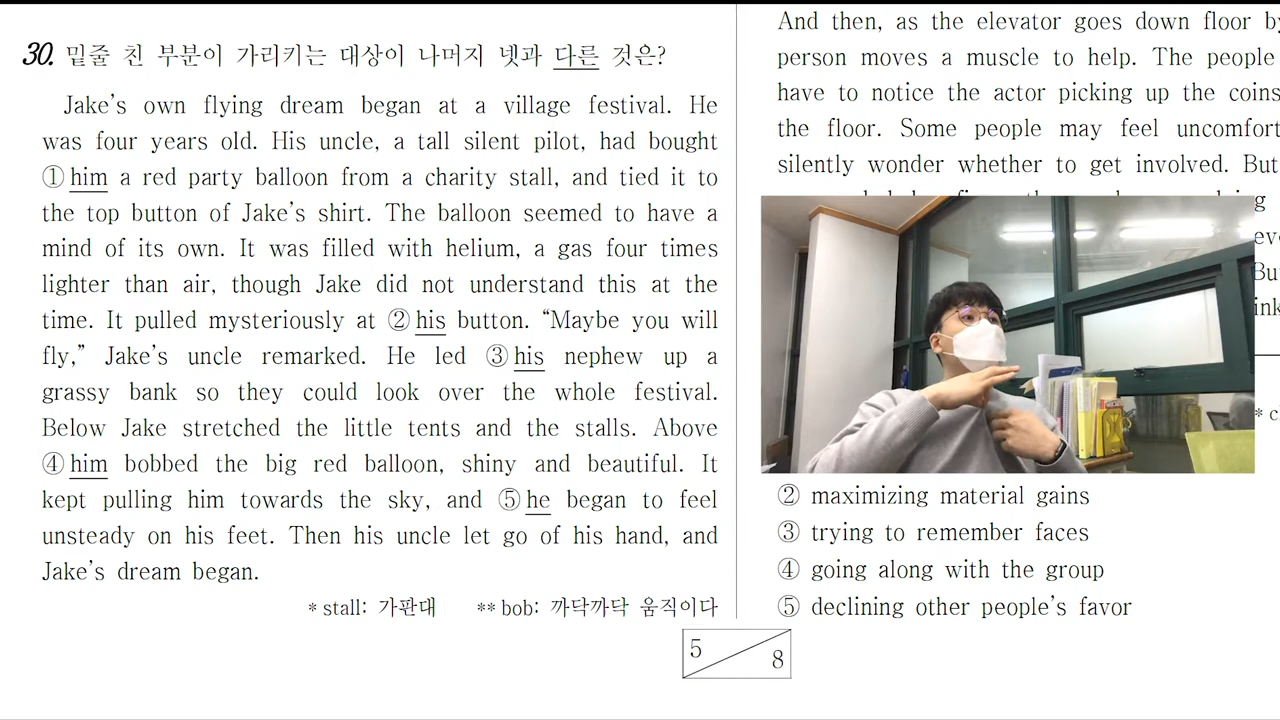 30. 밑줄 친 부분이 가리키는 대상이 나머지 넷과 다른 것은?
Jake's own flying dream began at a village festival. He
was four years old. His uncle, a tall silent pilot, had bought
① him a red party balloon from a charity stall, and tied it to
the top button of Jake's shirt. The balloon seemed to have a
mind of its own. It was filled with helium, a gas four times
lighter than air, though Jake did not understand this at the
time. It pulled mysteriously at ② his button. “Maybe you will
fly,” Jake's uncle remarked. He led ③ his nephew up a
grassy bank so they could look over the whole festival.
Below Jake stretched the little tents and the stalls. Above
④ him bobbed the big red balloon, shiny and beautiful. It
kept pulling him towards the sky, and ⑤ he began to feel
unsteady on his feet. Then his uncle let go of his hand, and
Jake's dream began.
* stall: 가판대 ** bob: 까닥까닥 움직이다
And then, as the elevator goes down floor by
person moves a muscle to help. The people
have to notice the actor picking up the coins
the floor. Some people may feel
silently wonder whether to get involved. But
② maximizing material gains
③ trying to remember faces
④ going along with the group
⑤ declining other people's favor
5
8